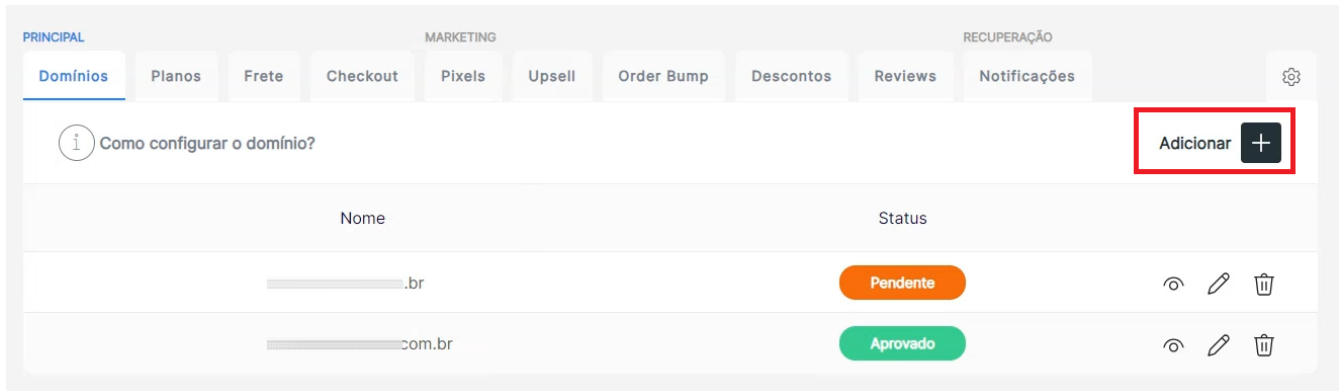 PRINCIPAL MARKETING RECUPERAÇÃO
Domínios Planos Frete Checkout Pixels Upsell Order Bump Descontos Reviews Notificações
i Como configurar o domínio? Adicionar +
Nome Status
.br Pendente
com.br Aprovado